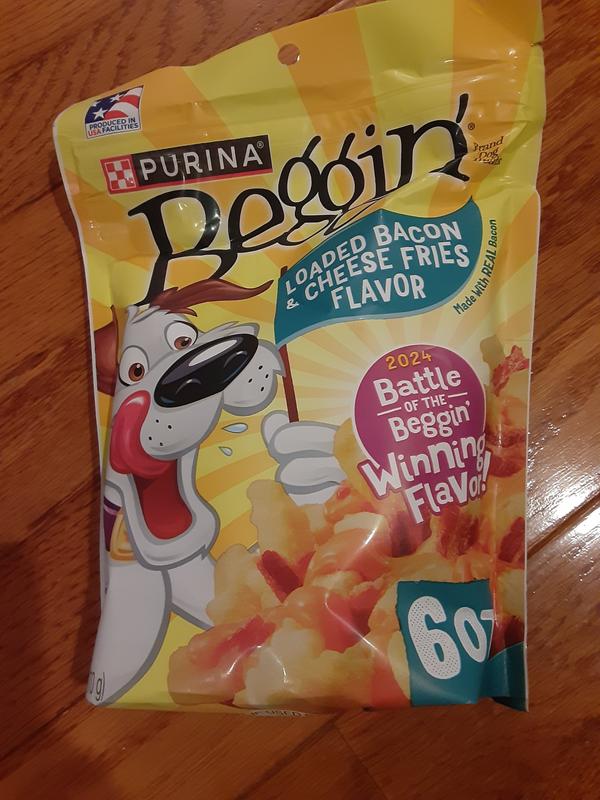 PRODUCED IN
USA FACILITIES
PURINA®
Beggin'®
Brand
Dog
LOADED BACON
& CHEESE FRIES
FLAVOR
Made With REAL Bacon
2024
Battle
OF THE
Beggin'
Winning
Flavor!
6oz
0 g)